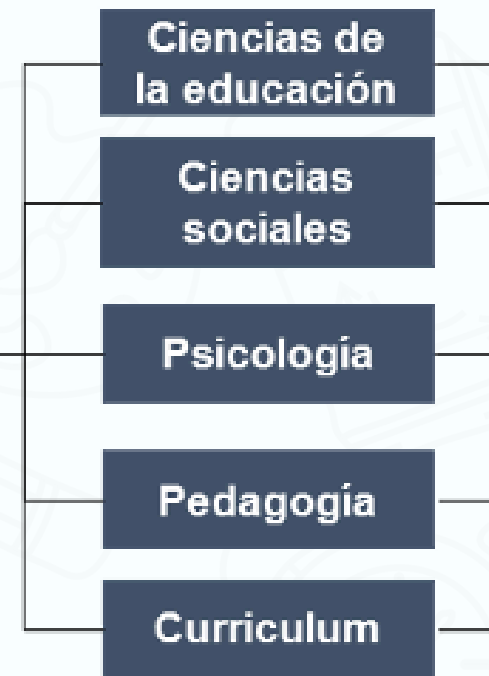 Ciencias de
la educación
Ciencias
sociales
Psicología
Pedagogía
Curriculum